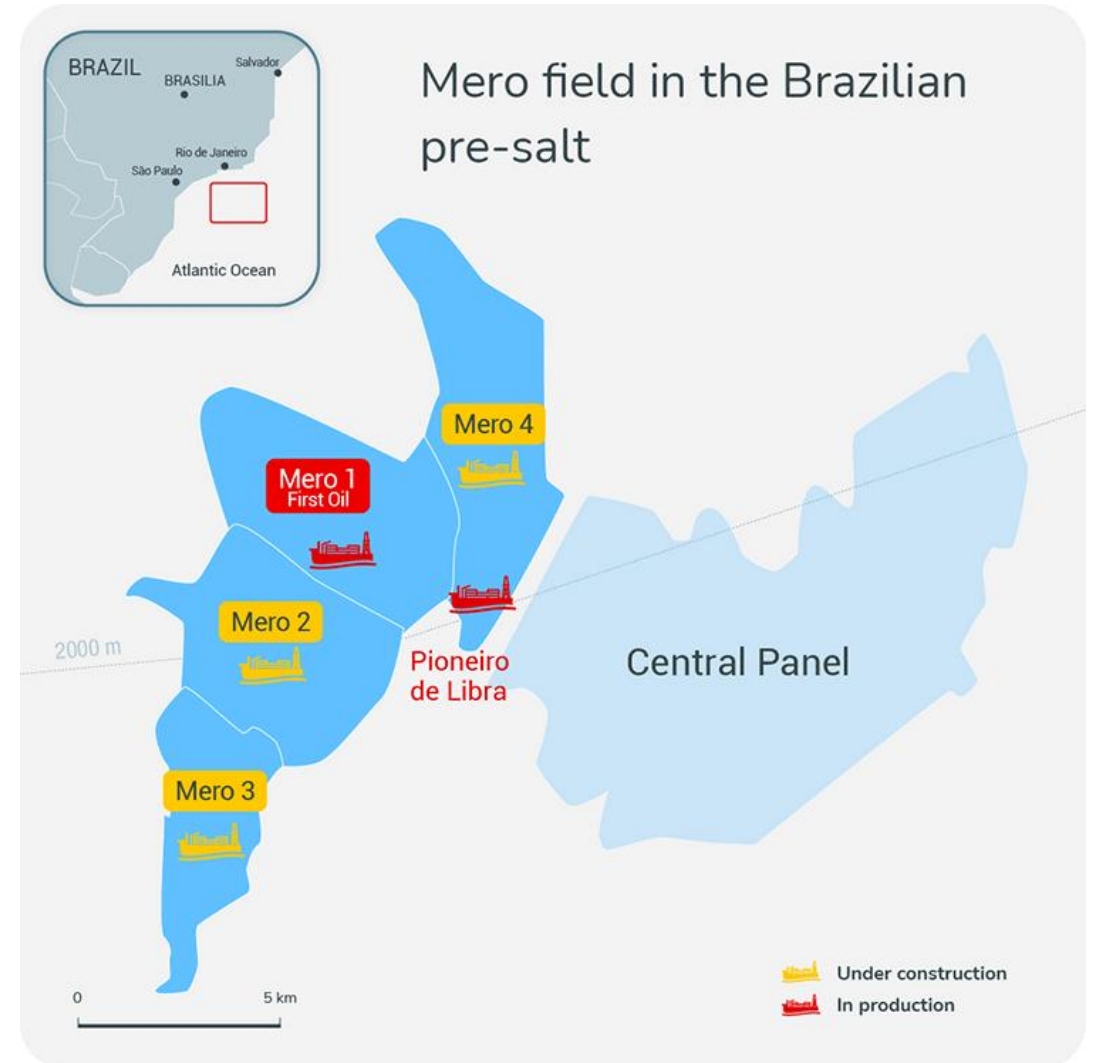 BRAZIL
Salvador
BRASILIA
Rio de Janeiro
São Paulo
Atlantic Ocean
Mero field in the Brazilian
pre-salt
Mero 4
Mero 1
First Oil
Mero 2
2000 m
Pioneiro
de Libra
Central Panel
Mero 3
Under construction
In production
0
5 km